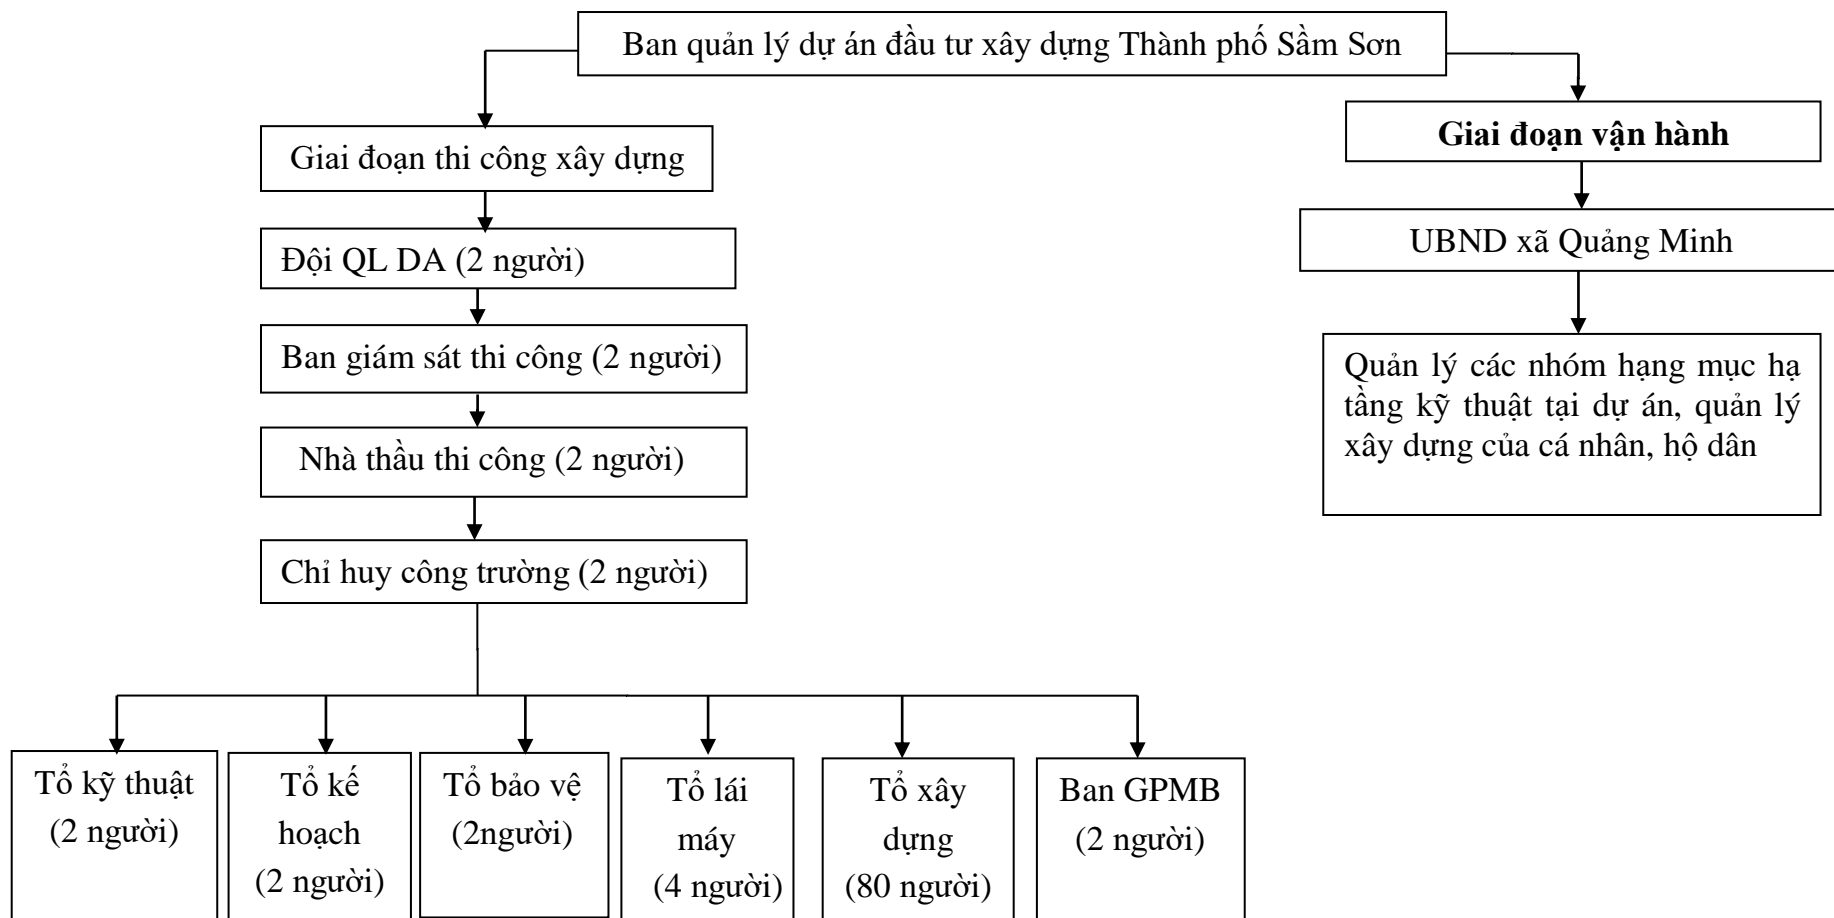 Ban quản lý dự án đầu tư xây dựng Thành phố Sầm Sơn
Giai đoạn thi công xây dựng
Đội QL DA (2 người)
Ban giám sát thi công (2 người)
Nhà thầu thi công (2 người)
Chỉ huy công trường (2 người)
Tổ kỹ thuật
(2 người)
Tổ kế
hoạch
(2 người)
Tổ bảo vệ
(2người)
Tổ lái
máy
(4 người)
Tổ xây
dựng
(80 người)
Ban GPMB
(2 người)
Giai đoạn vận hành
UBND xã Quảng Minh
Quản lý các nhóm hạng mục hạ
tầng kỹ thuật tại dự án, quản lý
xây dựng của cá nhân, hộ dân